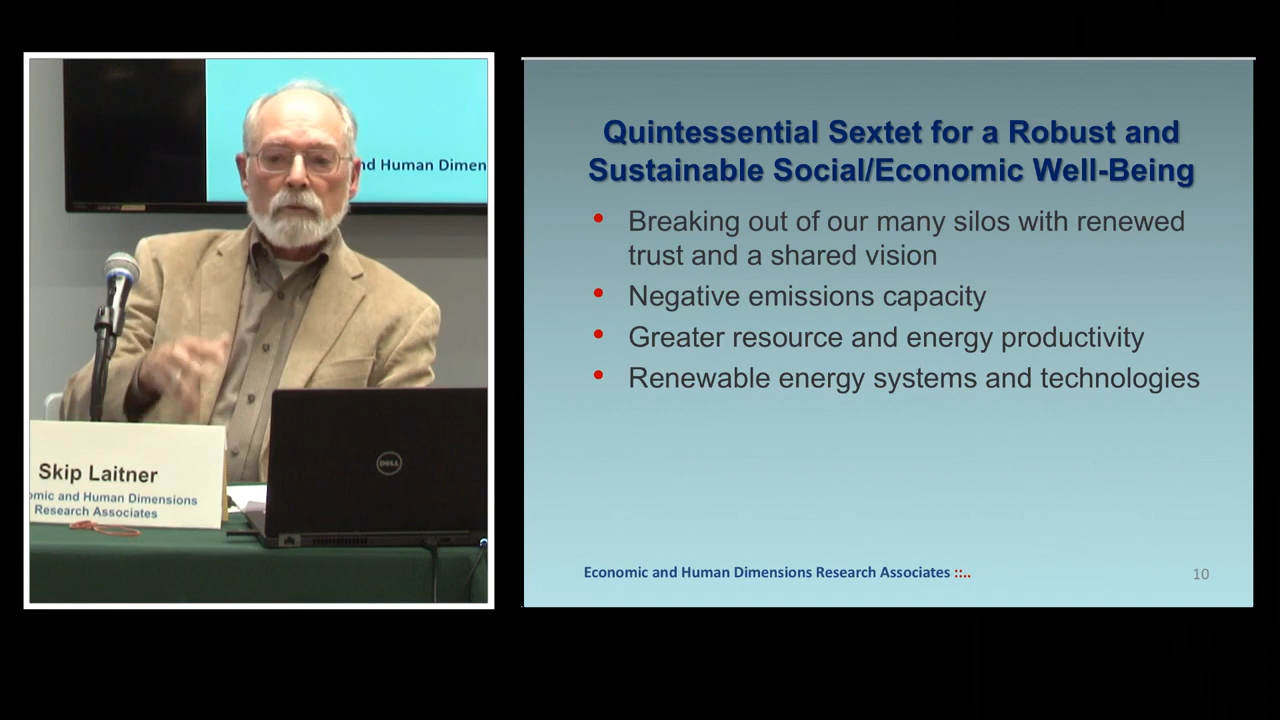 nd Human Dimen
Skip Laitner
omic and Human Dimensions
Research Associates
DELL
Quintessential Sextet for a Robust and
Sustainable Social/Economic Well-Being
• Breaking out of our many silos with renewed
trust and a shared vision
• Negative emissions capacity
• Greater resource and energy productivity
• Renewable energy systems and technologies
Economic and Human Dimensions Research Associates ::..
10